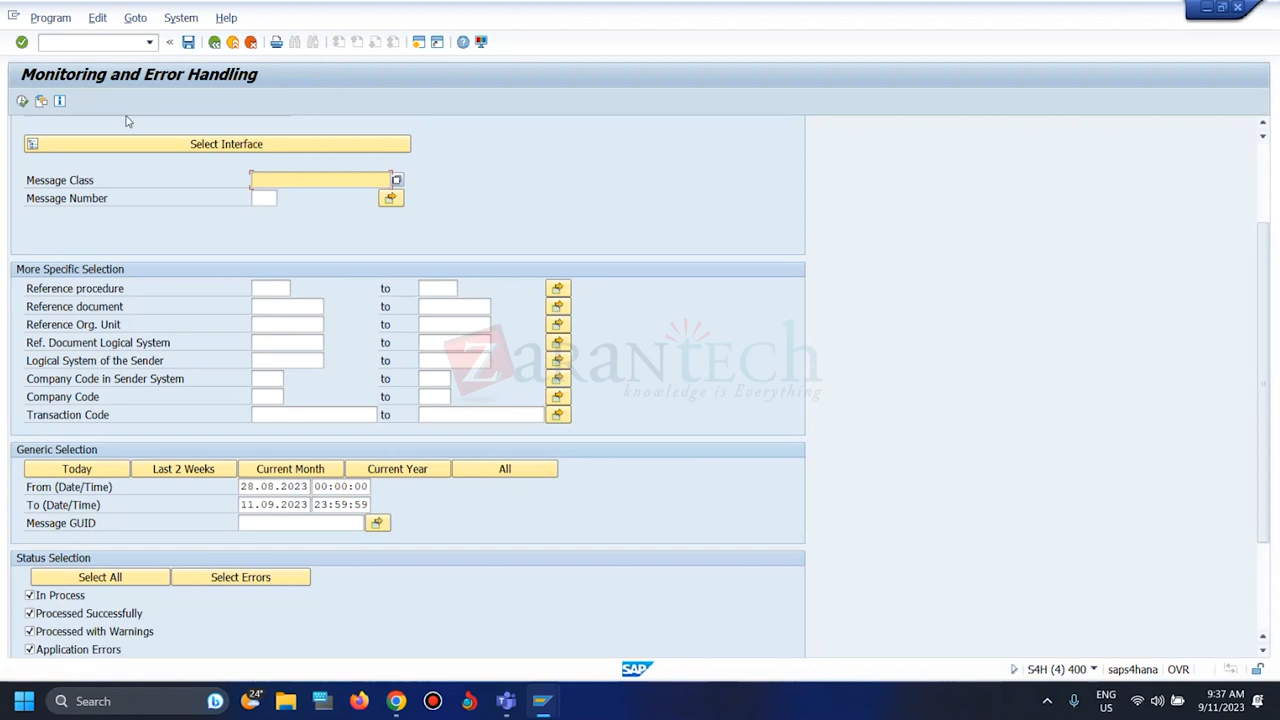 Program Edit Goto System Help
Monitoring and Error Handling
Select Interface
Message Class
Message Number
More Specific Selection
Reference procedure to
Reference document to
Reference Org. Unit to
Ref. Document Logical System to
Logical System of the Sender to
Company Code in Sender System to
Company Code to
Transaction Code to
ZARANTECH
knowledge is Everything
Generic Selection
Today Last 2 Weeks Current Month Current Year All
From (Date/Time) 28.08.2023 00:00:00
To (Date/Time) 11.09.2023 23:59:59
Message GUID
Status Selection
Select All Select Errors
In Process
Processed Successfully
Processed with Warnings
Application Errors
SAP S4H (4) 400 saps4hana OVR
Search 24° ENG US 9:37 AM 9/11/2023